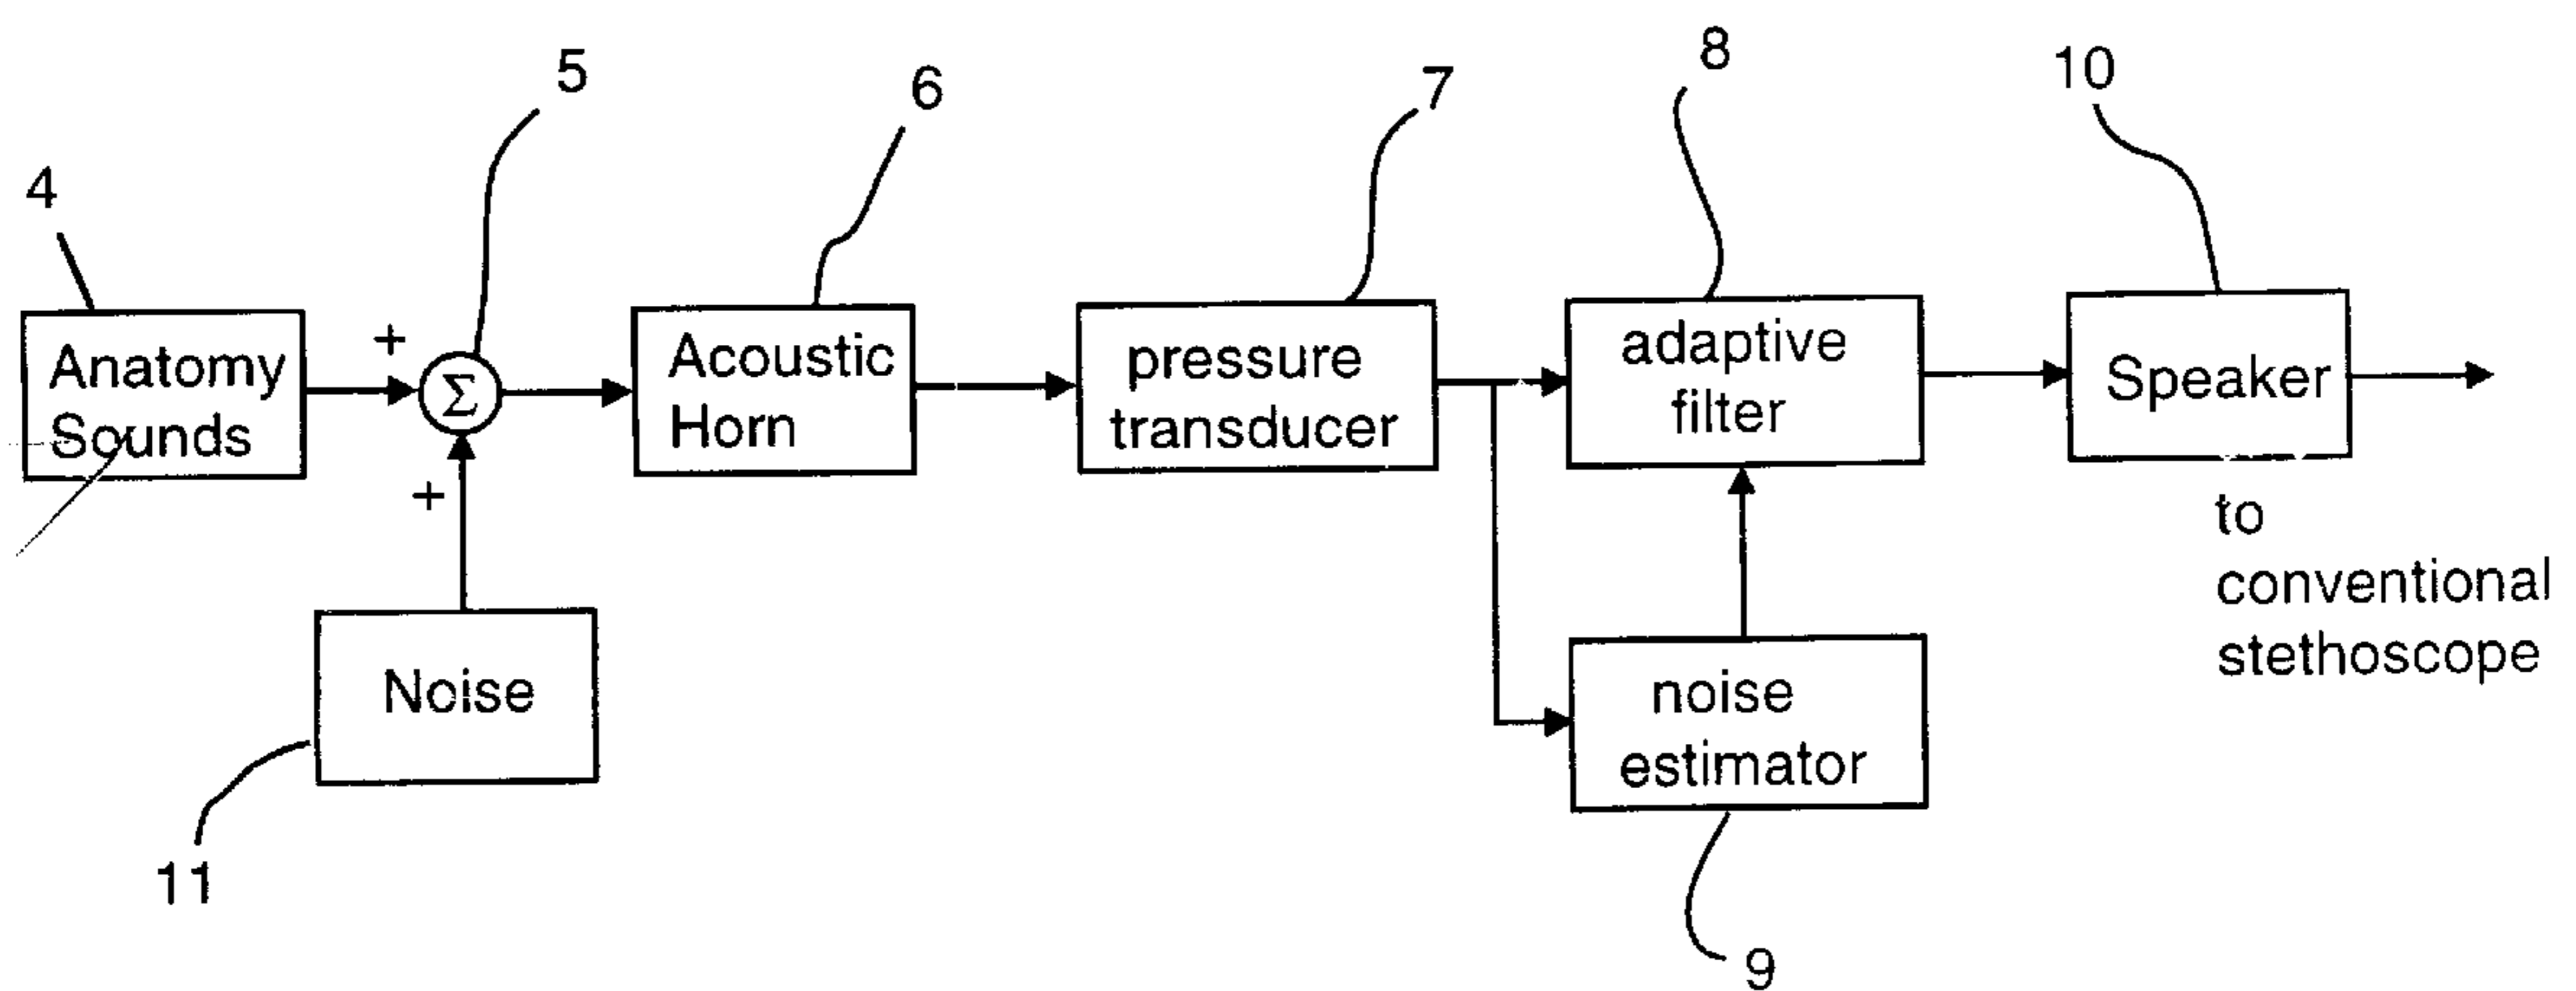 4
5
6
7
8
10
Anatomy
Sounds
+
Σ
+
Acoustic
Horn
pressure
transducer
adaptive
filter
Speaker
to
conventional
stethoscope
Noise
noise
estimator
11
9